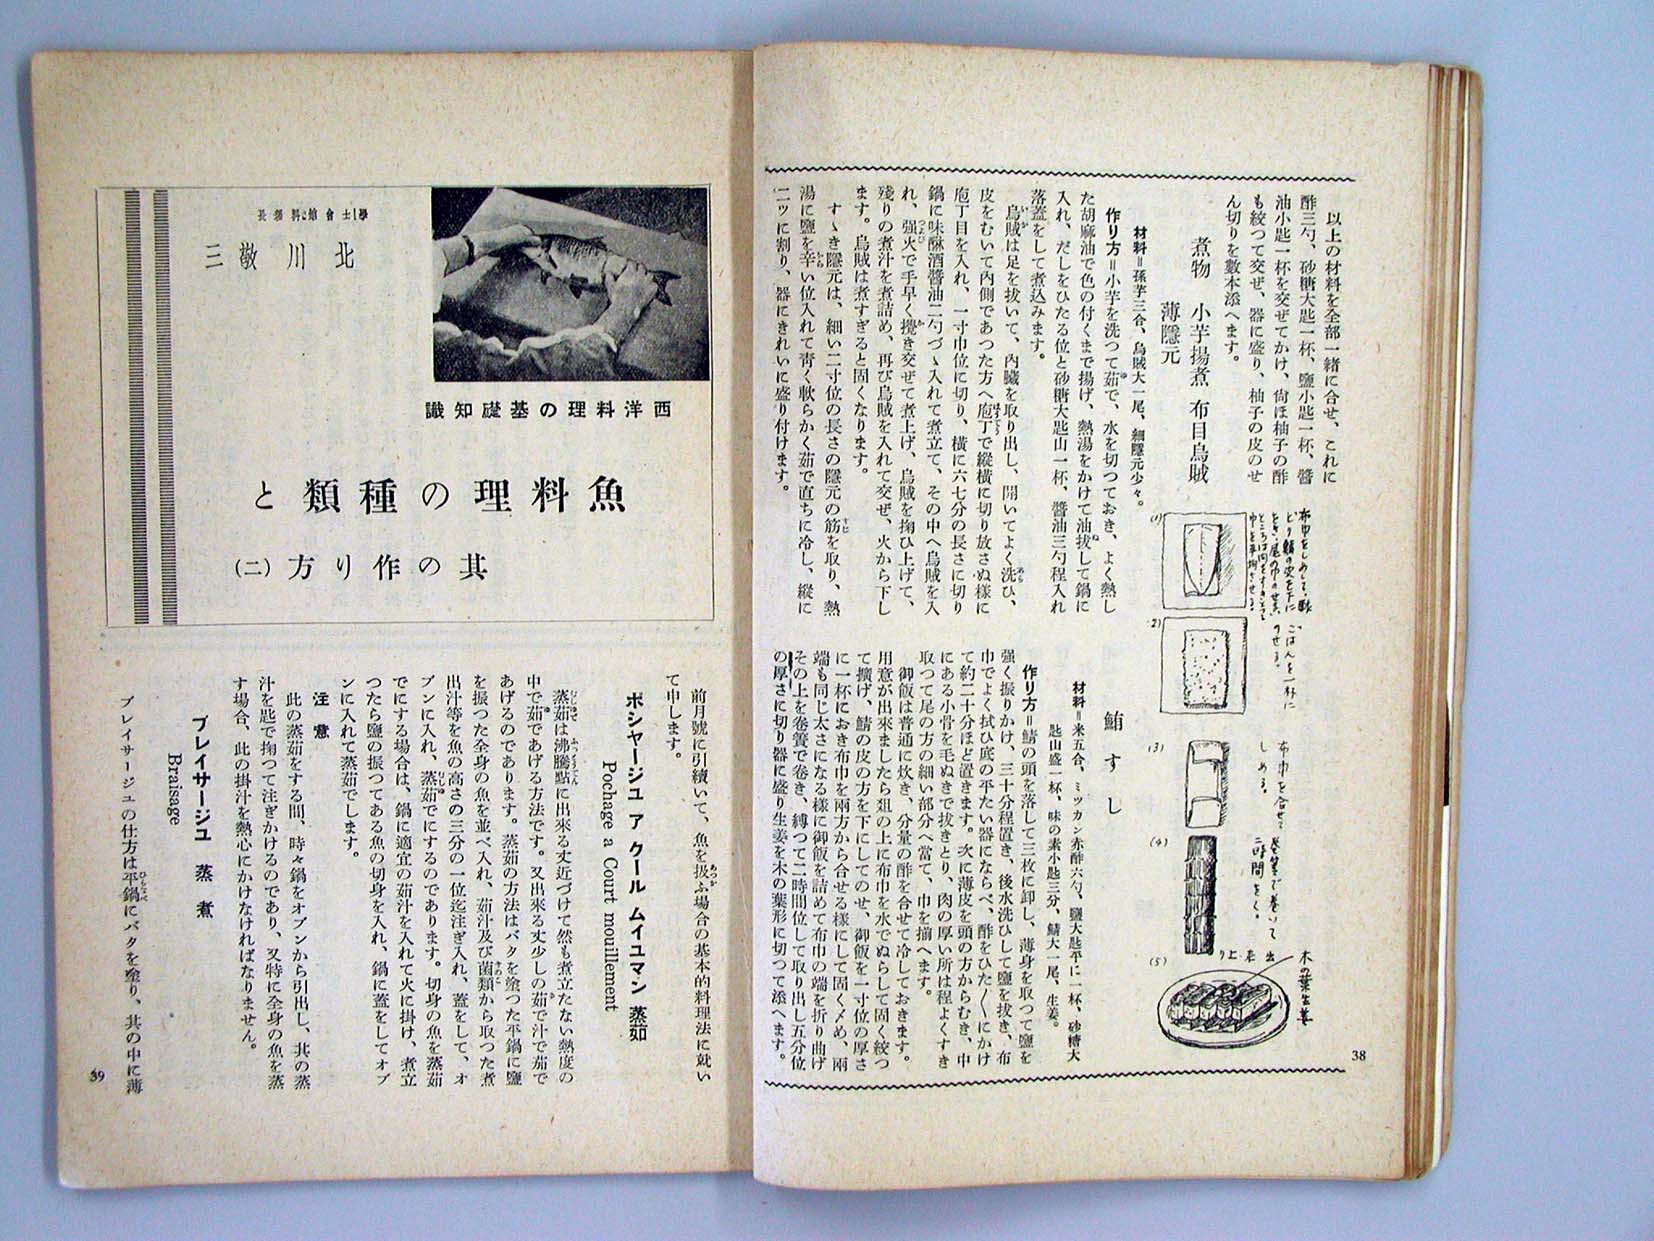 以上の材料を全部一緒に合せ、これに
酢三勺、砂糖大匙一杯、鹽小匙一杯、醬
油小匙一杯を交ぜてかけ、尙ほ柚子の酢
も絞つて交ぜ、器に盛り、柚子の皮のせ
ん切りを數本添へます。
煮物 小芋揚煮 布目烏賊
薄隱元
材料=孫芋三合、烏賊大一尾、細隱元少々。
作り方=小芋を洗つて茹で、水を切つておき、よく熱し
た胡麻油で色の付くまで揚げ、熱湯をかけて油拔して鍋に
入れ、だしをひたる位と砂糖大匙山一杯、醬油三勺程入れ
落蓋をして煮込みます。
烏賊は足を拔いて、內臟を取り出し、開いてよく洗ひ、
皮をむいて內側であつた方へ庖丁で縱橫に切り放さぬ樣に
庖丁目を入れ、一寸巾位に切り、橫に六七分の長さに切り
鍋に味醂酒醬油二勺づゝ入れて煮立て、その中へ烏賊を入
れ、强火で手早く攪き交ぜて煮上げ、烏賊を掬ひ上げて、
殘りの煮汁を煮詰め、再び烏賊を入れて交ぜ、火から下し
ます。烏賊は煮すぎると固くなります。
すゝき隱元は、細い二寸位の長さの隱元の筋を取り、熱
湯に鹽を辛い位入れて靑く軟らかく茹で直ちに冷し、縱に
二ッに割り、器にきれいに盛り付けます。
(1)
ごはんを一杯に
のせる。
(2)
(3)
布巾を合せて
しめる。
(4)
巻簀で巻いて
二時間をく。
(5)
出來上り
木の葉生姜
鯖すし
材料=米五合、ミツカン赤酢六勺、鹽大匙平に一杯、砂糖大
匙山盛一杯、味の素小匙三分、鯖大一尾、生姜。
作り方=鯖の頭を落して三枚に卸し、薄身を取つて鹽を
强く振りかけ、三十分程置き、後水洗ひして鹽を拔き、布
巾でよく拭ひ底の平たい器にならべ、酢をひた〱にかけ
て約二十分ほど置きます。次に薄皮を頭の方からむき、中
にある小骨を毛ぬきで拔きとり、肉の厚い所は程よくすき
取つて尾の方の細い部分へ當て、巾を揃へます。
御飯は普通に炊き、分量の酢を合せて冷しておきます。
用意が出來ましたら俎の上に布巾を水でぬらして固く絞つ
て擴げ、鯖の皮の方を下にしてのせ、御飯を一寸位の厚さ
に一杯におき布巾を兩方から合せる樣にして固く〆め、兩
端も同じ太さになる樣に御飯を詰めて布巾の端を折り曲げ
その上を卷簀で卷き、縛つて二時間位して取り出し五分位
の厚さに切り器に盛り生姜を木の葉形に切つて添へます。
38
西洋料理の基礎知識
魚料理の種類と
其の作り方(二)
北川敬三
前月號に引續いて、魚を扱ふ場合の基本的料理法に就い
て申します。
ポシャージユ ア クール ムイユマン 蒸茹
Pochage a Court mouillement
蒸茹は沸騰點に出來る丈近づけて然も煮立たない熱度の
中で茹であげる方法です。又出來る丈少しの茹で汁で茄で
あげるのであります。蒸茹の方法はバタを塗つた平鍋に鹽
を振つた全身の魚を並べ入れ、茹汁及び菌類から取つた煮
出汁等を魚の高さの三分の一位迄注ぎ入れ、蓋をして、オ
ブンに入れ、蒸茹でにするのであります。切身の魚を蒸茹
でにする場合は、鍋に適宜の茹汁を入れて火に掛け、煮立
つたら鹽の振つてある魚の切身を入れ、鍋に蓋をしてオブ
ンに入れて蒸茹でします。
注意
此の蒸茹をする間、時々鍋をオブンから引出し、其の蒸
汁を匙で掬つて注ぎかけるのであり、又特に全身の魚を蒸
す場合、此の掛汁を熱心にかけなければなりません。
ブレイサージユ 蒸煮
Braisage
ブレイサージユの仕方は平鍋にバタを塗り、其の中に薄
39